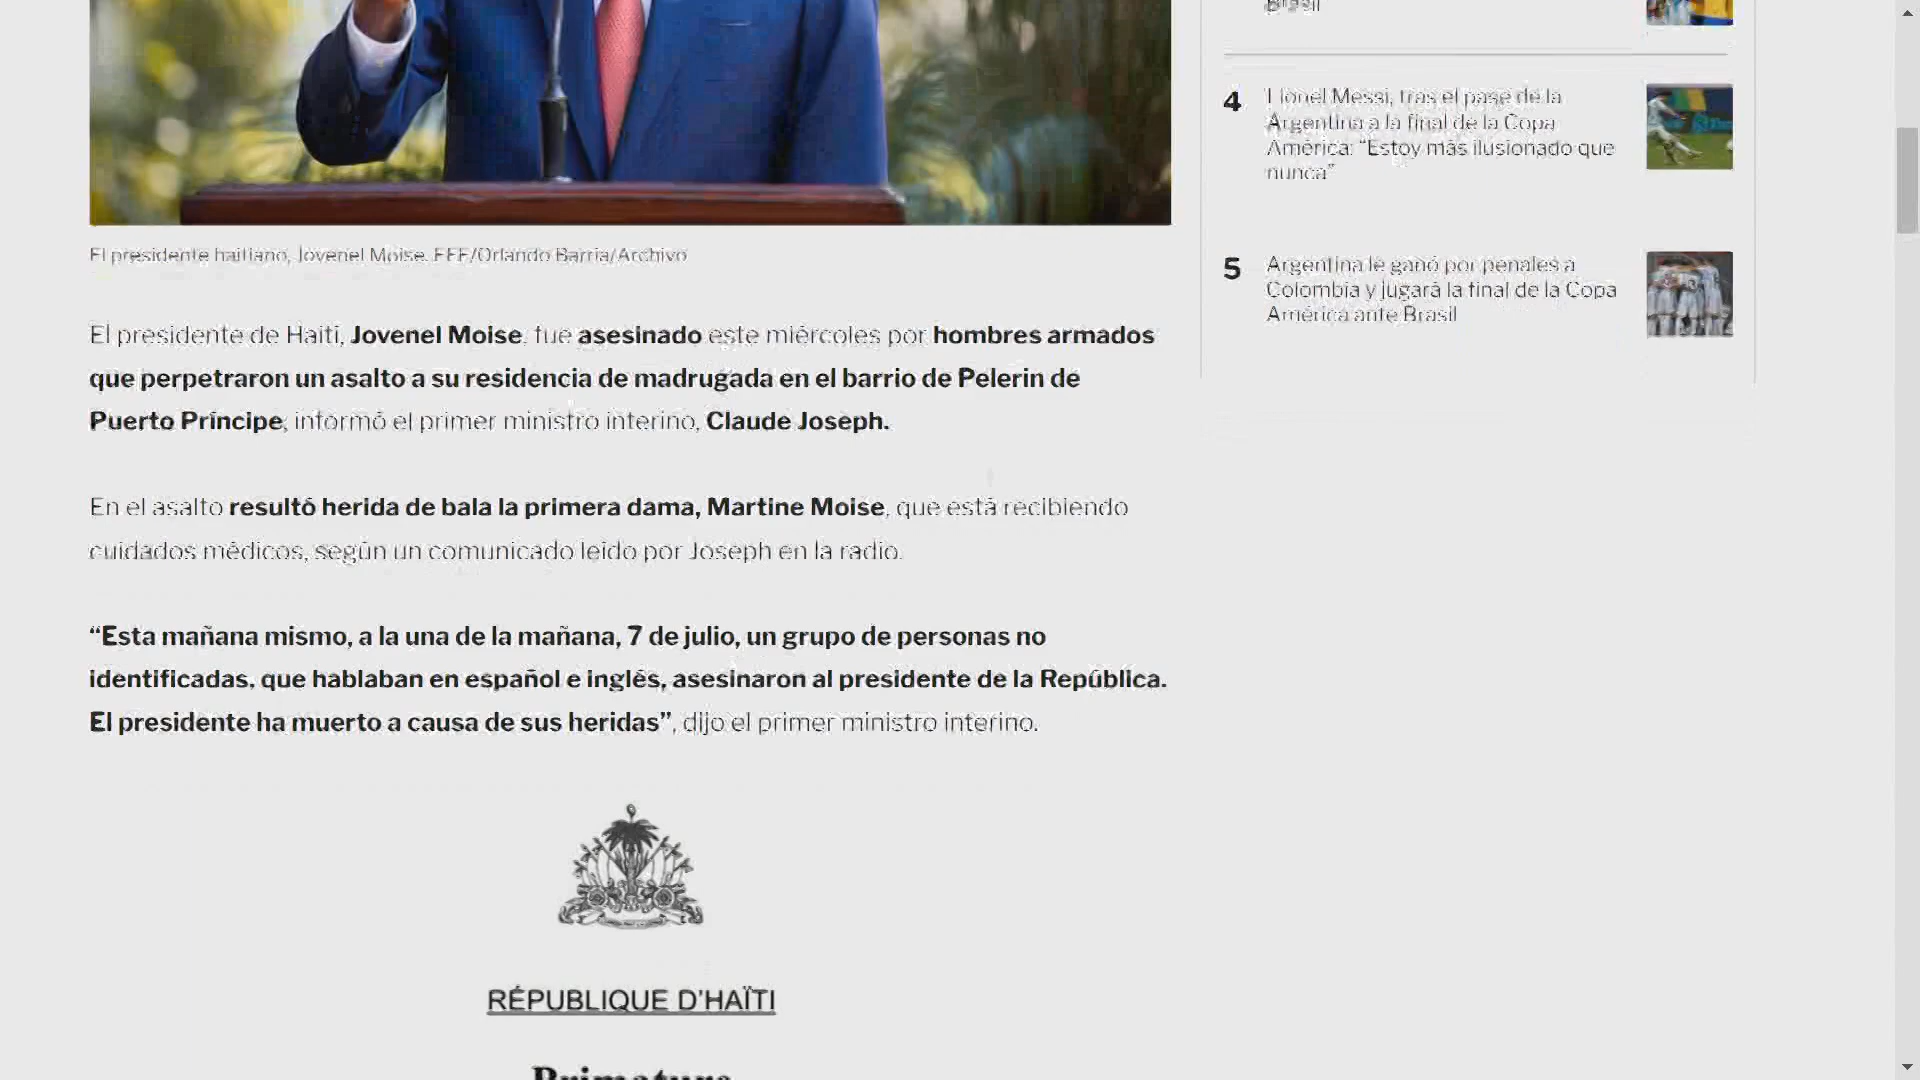 El presidente haitiano, Jovenel Moise. EFE/Orlando Barría/Archivo
El presidente de Haití, Jovenel Moise, fue asesinado este miércoles por hombres armados
que perpetraron un asalto a su residencia de madrugada en el barrio de Pelerin de
Puerto Príncipe, informó el primer ministro interino, Claude Joseph.
En el asalto resultó herida de bala la primera dama, Martine Moise, que está recibiendo
cuidados médicos, según un comunicado leído por Joseph en la radio.
“Esta mañana mismo, a la una de la mañana, 7 de julio, un grupo de personas no
identificadas, que hablaban en español e inglés, asesinaron al presidente de la República.
El presidente ha muerto a causa de sus heridas”, dijo el primer ministro interino.
RÉPUBLIQUE D'HAÏTI
Primature
Brasil
4 Lionel Messi, tras el pase de la
Argentina a la final de la Copa
América: “Estoy más ilusionado que
nunca”
5 Argentina le ganó por penales a
Colombia y jugará la final de la Copa
América ante Brasil